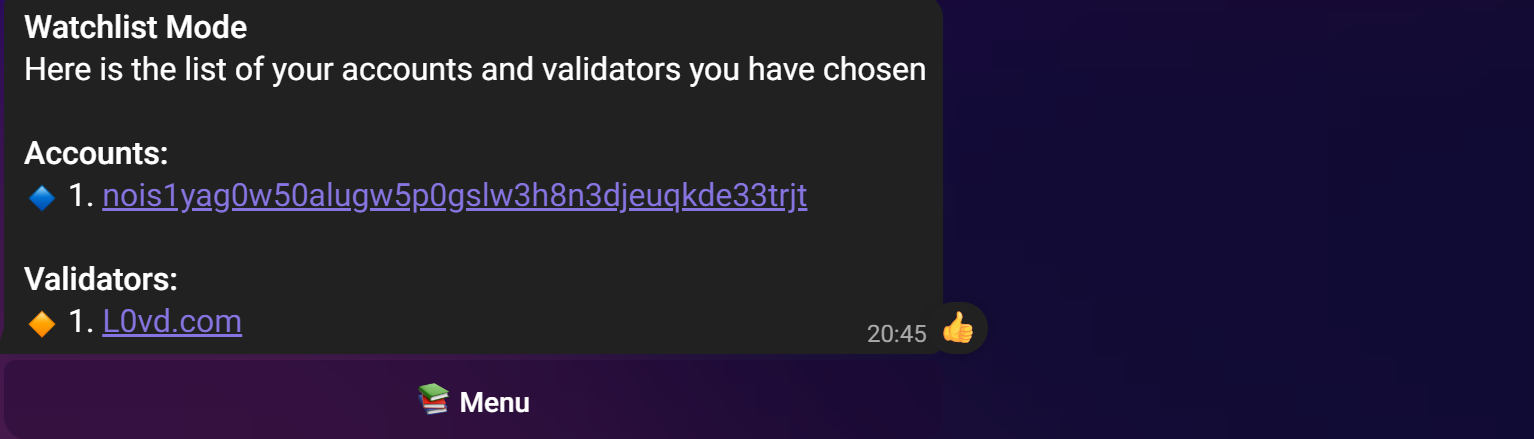 Watchlist Mode
Here is the list of your accounts and validators you have chosen
Accounts:
🔷 1. nois1yag0w50alugw5p0gslw3h8n3djeuqkde33trjt
Validators:
🔶 1. L0vd.com
20:45 👍
📚 Menu